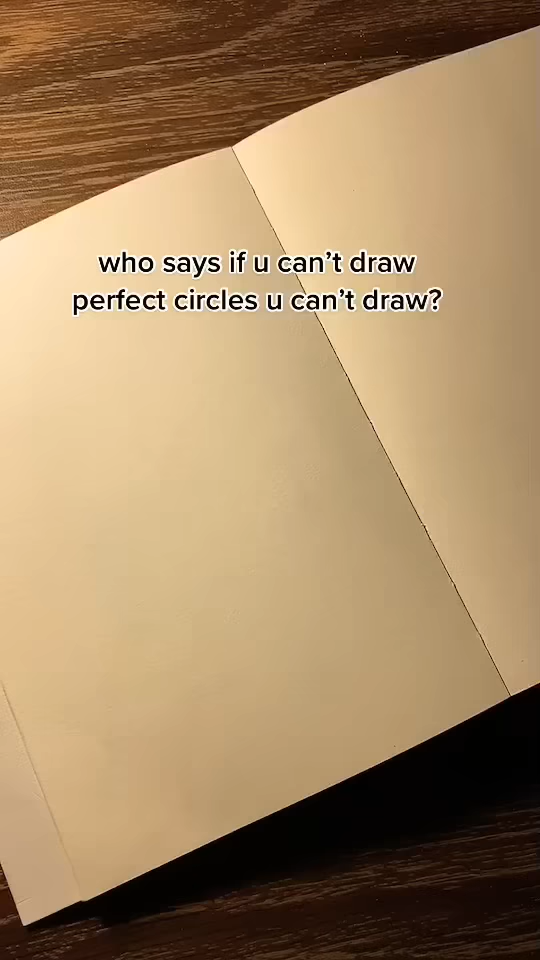 who says if u can’t draw
perfect circles u can’t draw?